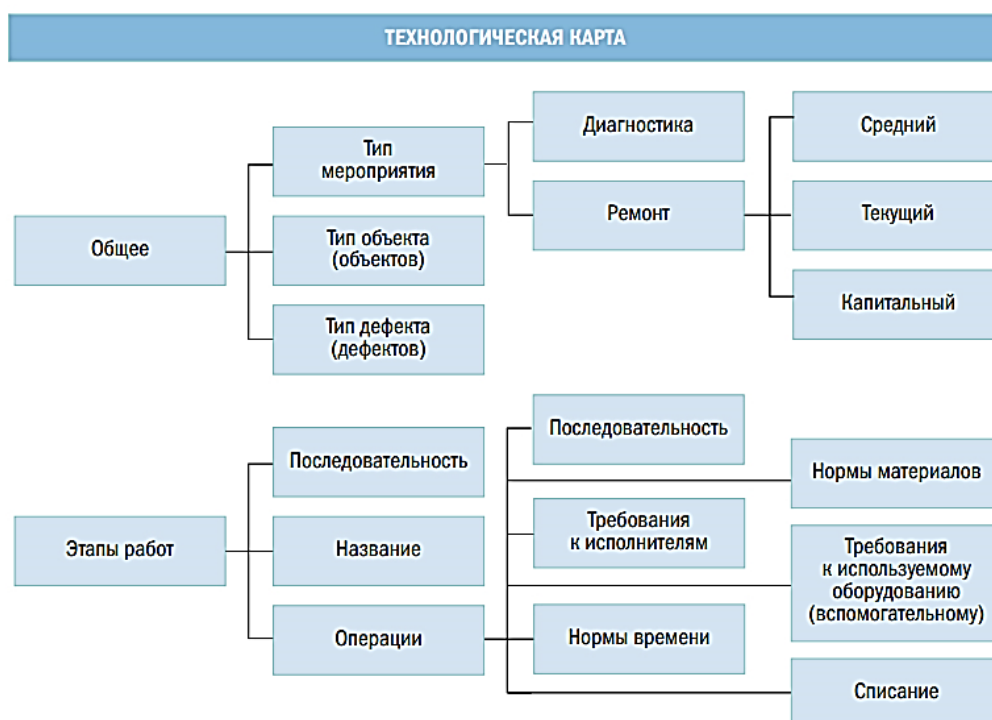 ТЕХНОЛОГИЧЕСКАЯ КАРТА
Общее
Тип
мероприятия
Тип объекта
(объектов)
Тип дефекта
(дефектов)
Диагностика
Ремонт
Средний
Текущий
Капитальный
Этапы работ
Последовательность
Название
Операции
Последовательность
Нормы материалов
Требования
к исполнителям
Требования
к используемому
оборудованию
(вспомогательному)
Нормы времени
Списание